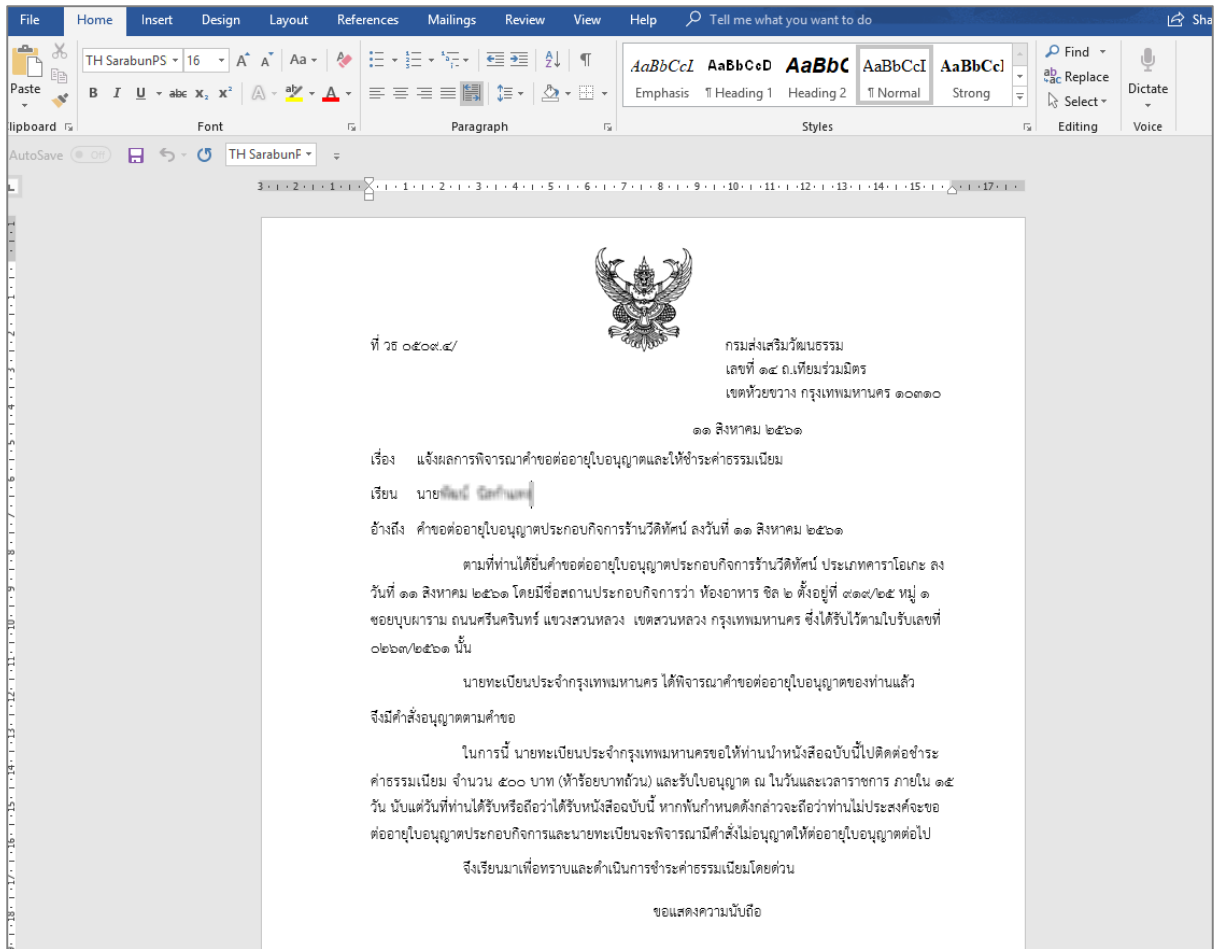 File Home Insert Design Layout References Mailings Review View Help Tell me what you want to do Sha
Paste
TH SarabunPS 16 A A Aa
B I U abc X₂ X² A ab A
AaBbCcI AaBbCcD AaBbC AaBbCcI AaBbCcl
Emphasis ¶ Heading 1 Heading 2 ¶ Normal Strong
Find
Replace
Select
Dictate
lipboard Font Paragraph Styles Editing Voice
AutoSave Off TH SarabunF
3 2 1 1 2 3 4 5 6 7 8 9 10 11 12 13 14 15 17
ที่ วธ ๐๕๐๙.๔/
กรมส่งเสริมวัฒนธรรม
เลขที่ ๑๔ ถ.เทียมร่วมมิตร
เขตห้วยขวาง กรุงเทพมหานคร ๑๐๓๑๐
๑๑ สิงหาคม ๒๕๖๑
เรื่อง แจ้งผลการพิจารณาคำขอต่ออายุใบอนุญาตและให้ชำระค่าธรรมเนียม
เรียน นาย
อ้างถึง คำขอต่ออายุใบอนุญาตประกอบกิจการร้านวีดิทัศน์ ลงวันที่ ๑๑ สิงหาคม ๒๕๖๑
ตามที่ท่านได้ยื่นคำขอต่ออายุใบอนุญาตประกอบกิจการร้านวีดิทัศน์ ประเภทคาราโอเกะ ลง
วันที่ ๑๑ สิงหาคม ๒๕๖๑ โดยมีชื่อสถานประกอบกิจการว่า ห้องอาหาร ชิล ๒ ตั้งอยู่ที่ ๙๑๙/๒๕ หมู่ ๑
ซอยบุบผาราม ถนนศรีนครินทร์ แขวงสวนหลวง เขตสวนหลวง กรุงเทพมหานคร ซึ่งได้รับไว้ตามใบรับเลขที่
๐๒๖๓/๒๕๖๑ นั้น
นายทะเบียนประจำกรุงเทพมหานคร ได้พิจารณาคำขอต่ออายุใบอนุญาตของท่านแล้ว
จึงมีคำสั่งอนุญาตตามคำขอ
ในการนี้ นายทะเบียนประจำกรุงเทพมหานครขอให้ท่านนำหนังสือฉบับนี้ไปติดต่อชำระ
ค่าธรรมเนียม จำนวน ๕๐๐ บาท (ห้าร้อยบาทถ้วน) และรับใบอนุญาต ณ ในวันและเวลาราชการ ภายใน ๑๕
วัน นับแต่วันที่ท่านได้รับหรือถือว่าได้รับหนังสือฉบับนี้ หากพ้นกำหนดดังกล่าวจะถือว่าท่านไม่ประสงค์จะขอ
ต่ออายุใบอนุญาตประกอบกิจการและนายทะเบียนจะพิจารณามีคำสั่งไม่อนุญาตให้ต่ออายุใบอนุญาตต่อไป
จึงเรียนมาเพื่อทราบและดำเนินการชำระค่าธรรมเนียมโดยด่วน
ขอแสดงความนับถือ